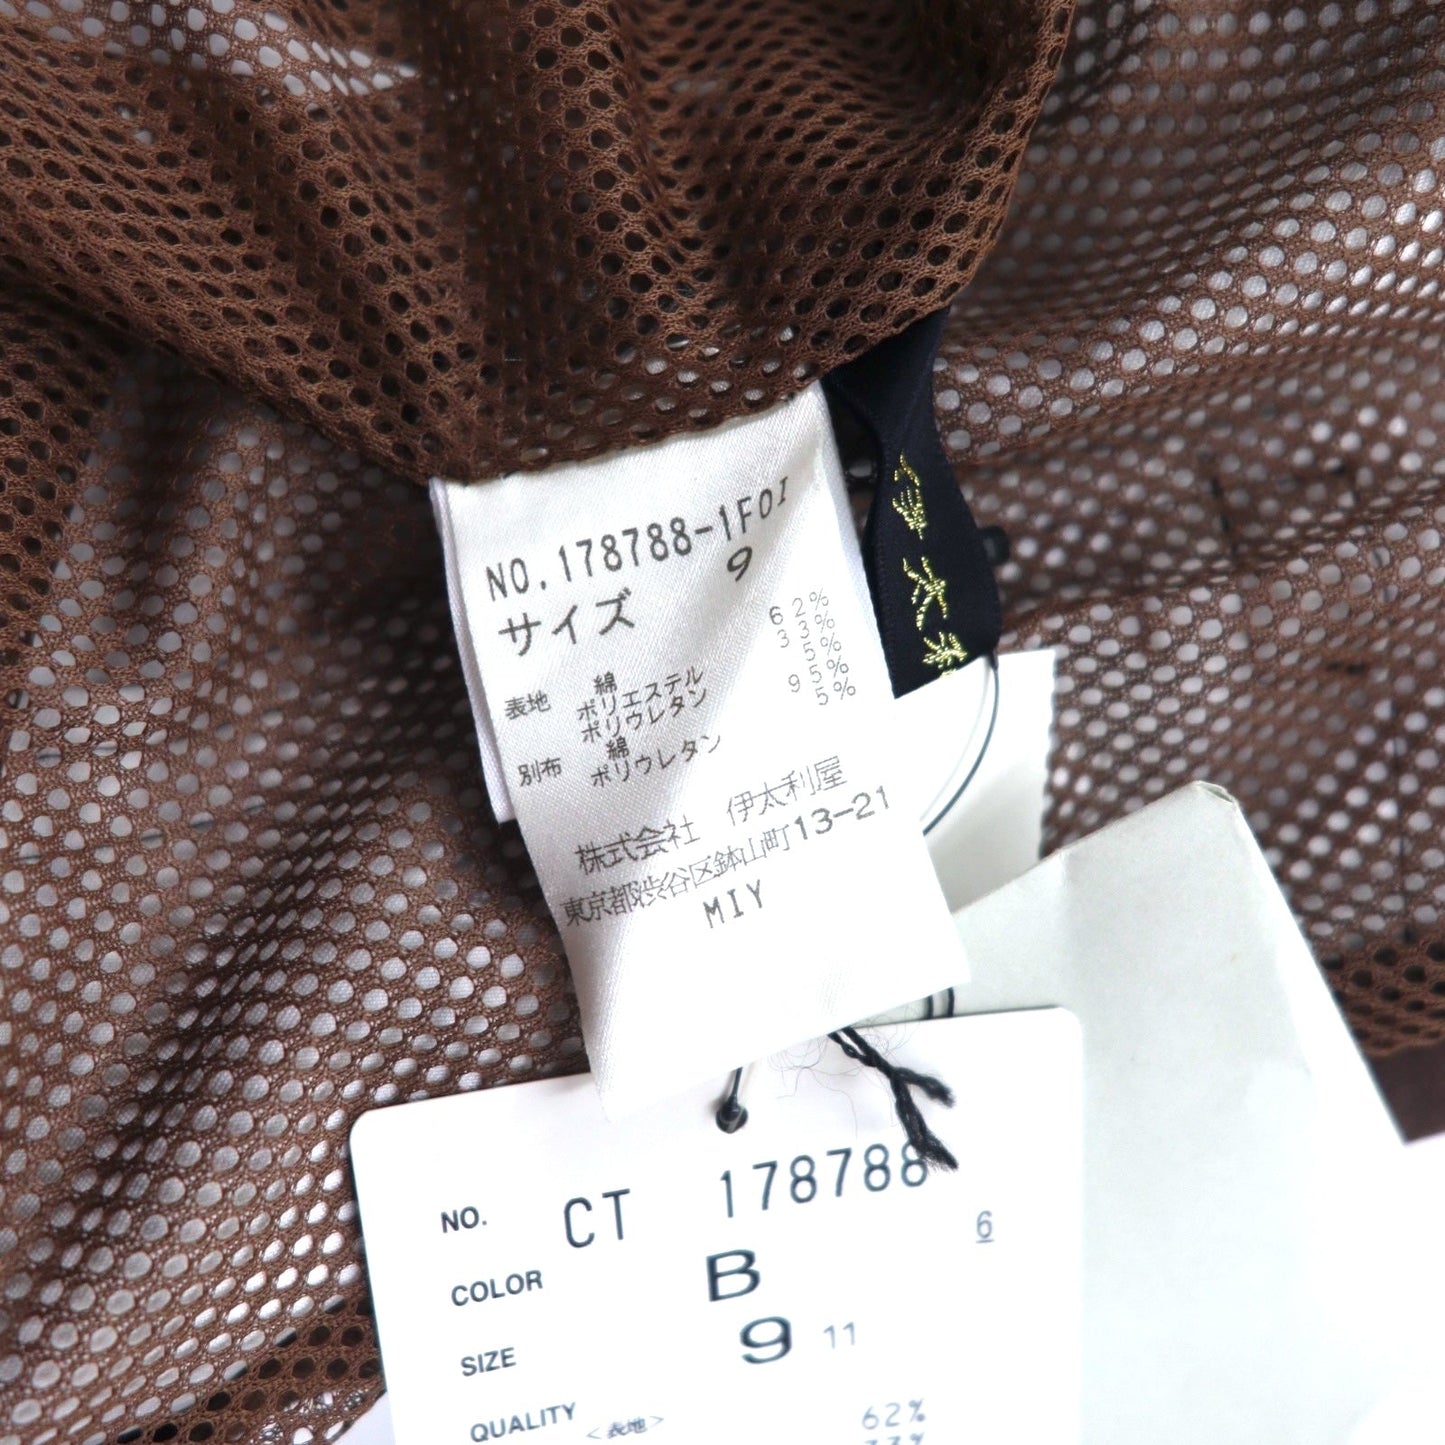 NO.178788-1F01
サイズ 9
表地 綿 62%
ポリエステル 33%
ポリウレタン 5%
別布 綿 95%
ポリウレタン 5%
株式会社 伊太利屋
東京都渋谷区鉢山町13-21
MIY
NO. CT 178788
6
COLOR B
SIZE 9 11
QUALITY <表地> 62%
33%